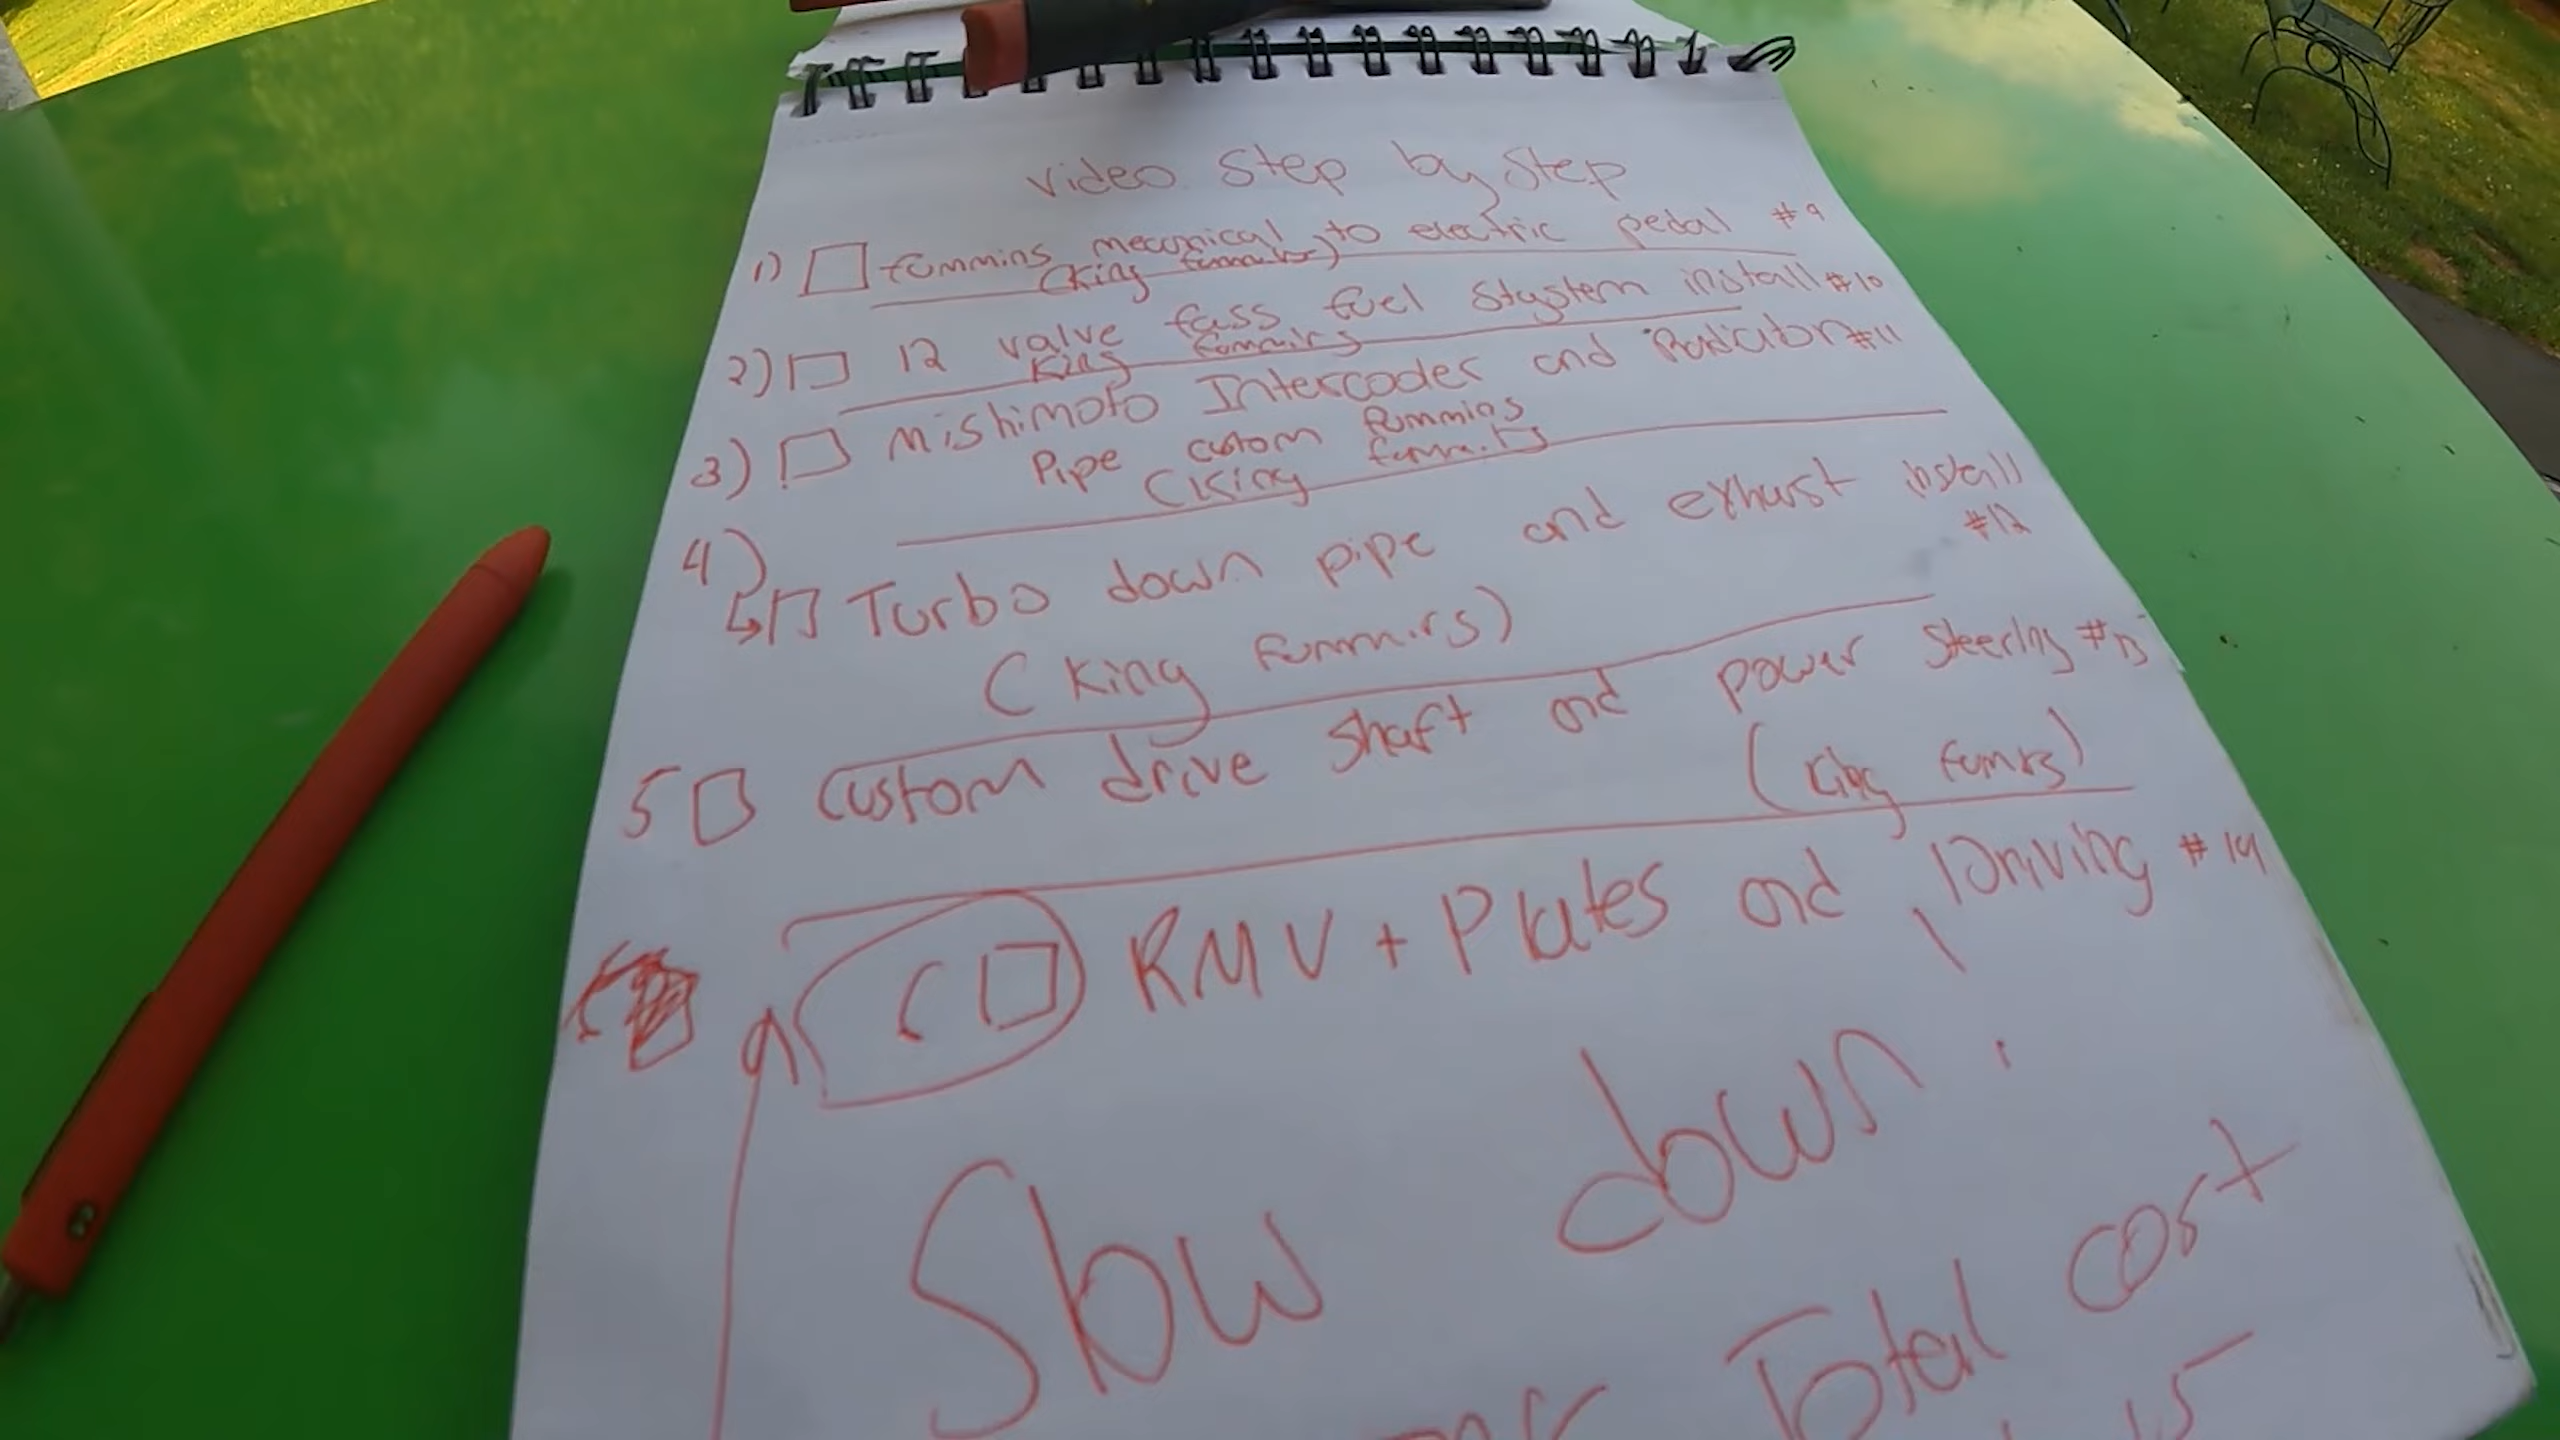 video step by step
1) fummins mecanical to electric pedal #9
(King fummins)
2) 12 valve fass fuel stystem install #10
King fummins
3) Mishimoto Intercooler and Radiator #11
Pipe custom fummins
(King fummins)
4)
Turbo down pipe and exhust install
#12
(King fummins)
5 custom drive shaft and power steering #13
(King fummins)
RMV + Plates and Driving #14
Slow down
Total cost